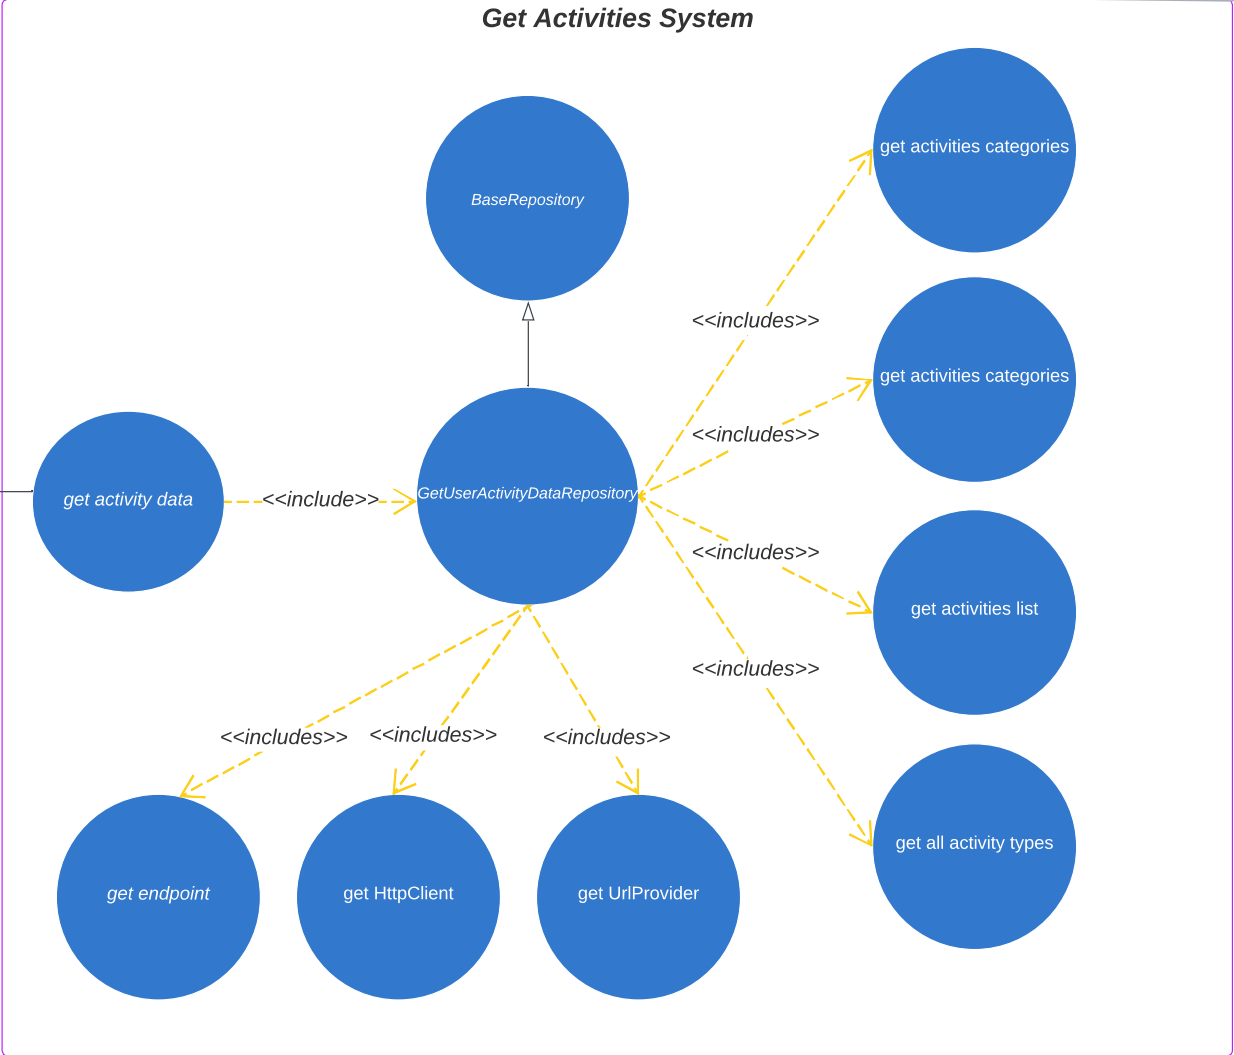 Get Activities System
get activities categories
BaseRepository
<<includes>>
get activities categories
<<includes>>
get activity data
<<include>>
GetUserActivityDataRepository
<<includes>>
get activities list
<<includes>>
<<includes>>
<<includes>>
<<includes>>
get all activity types
get endpoint
get HttpClient
get UrlProvider